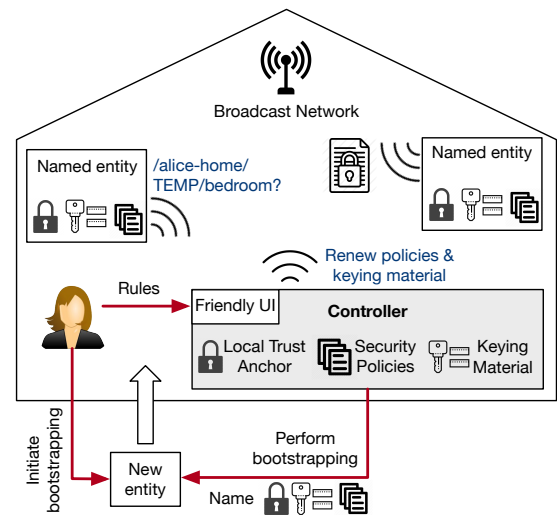 Broadcast Network
Named entity
/alice-home/
TEMP/bedroom?
Named entity
Renew policies &
keying material
Rules
Friendly UI
Controller
Local Trust
Anchor
Security
Policies
Keying
Material
Initiate
bootstrapping
New
entity
Perform
bootstrapping
Name